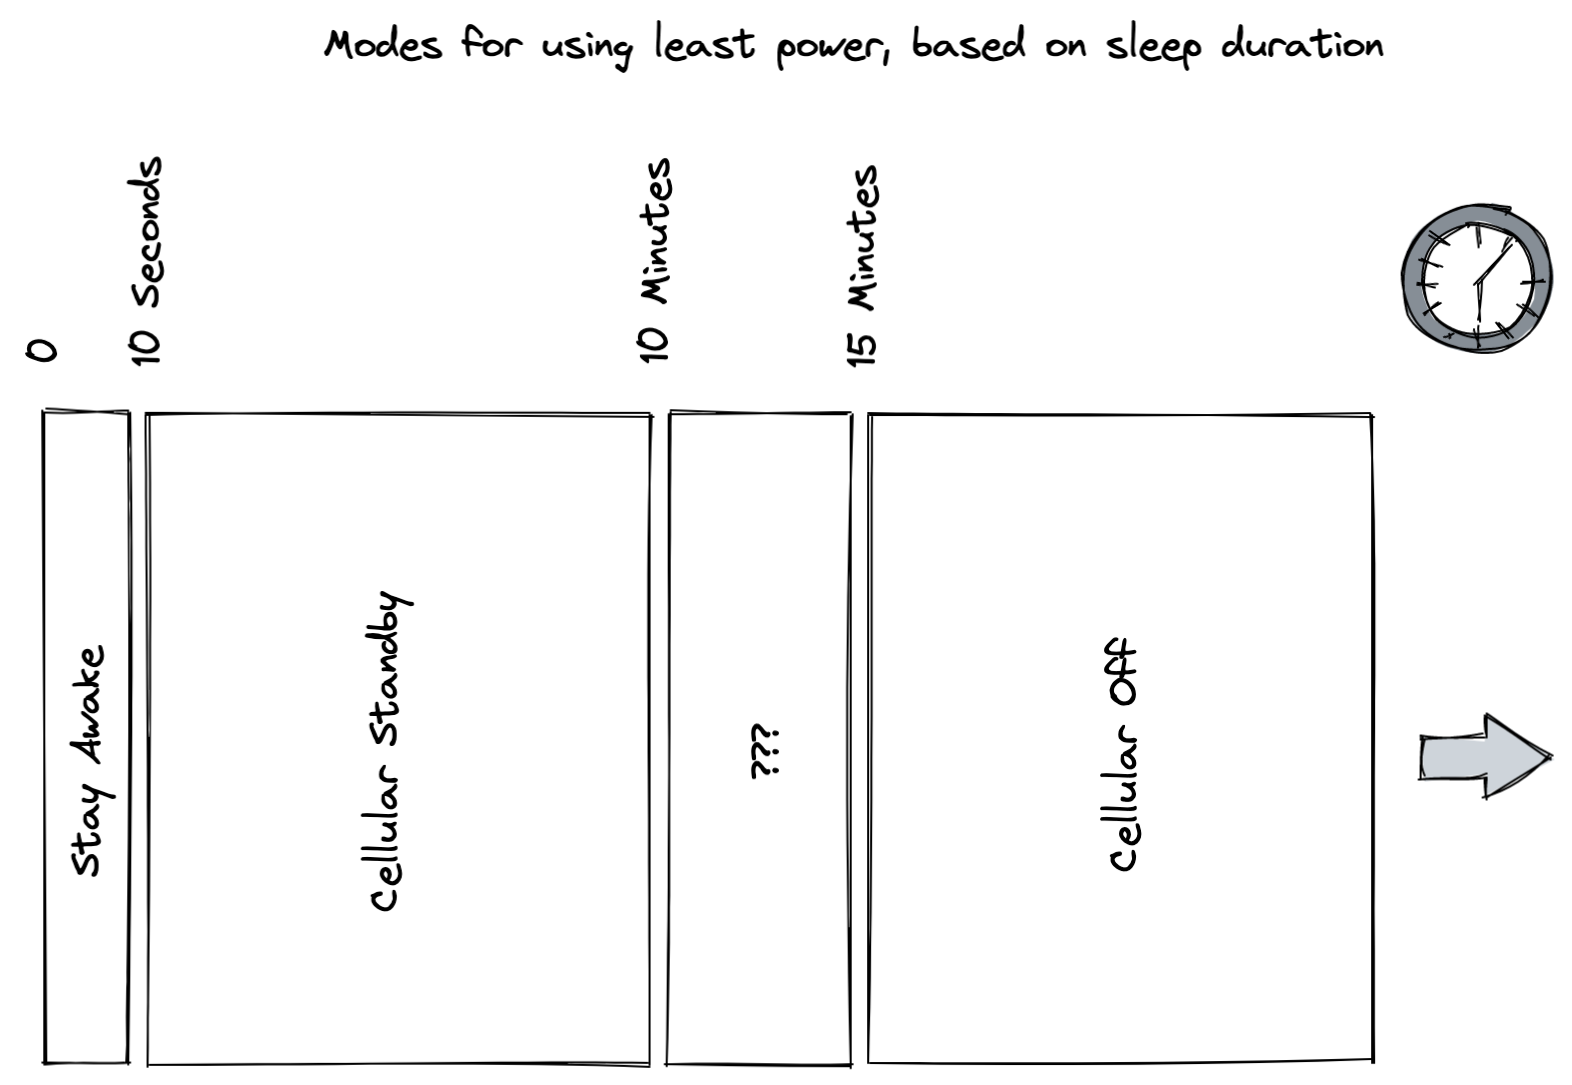 Modes for using least power, based on sleep duration
0
10 Seconds
10 Minutes
15 Minutes
Stay Awake
Cellular Standby
???
Cellular Off